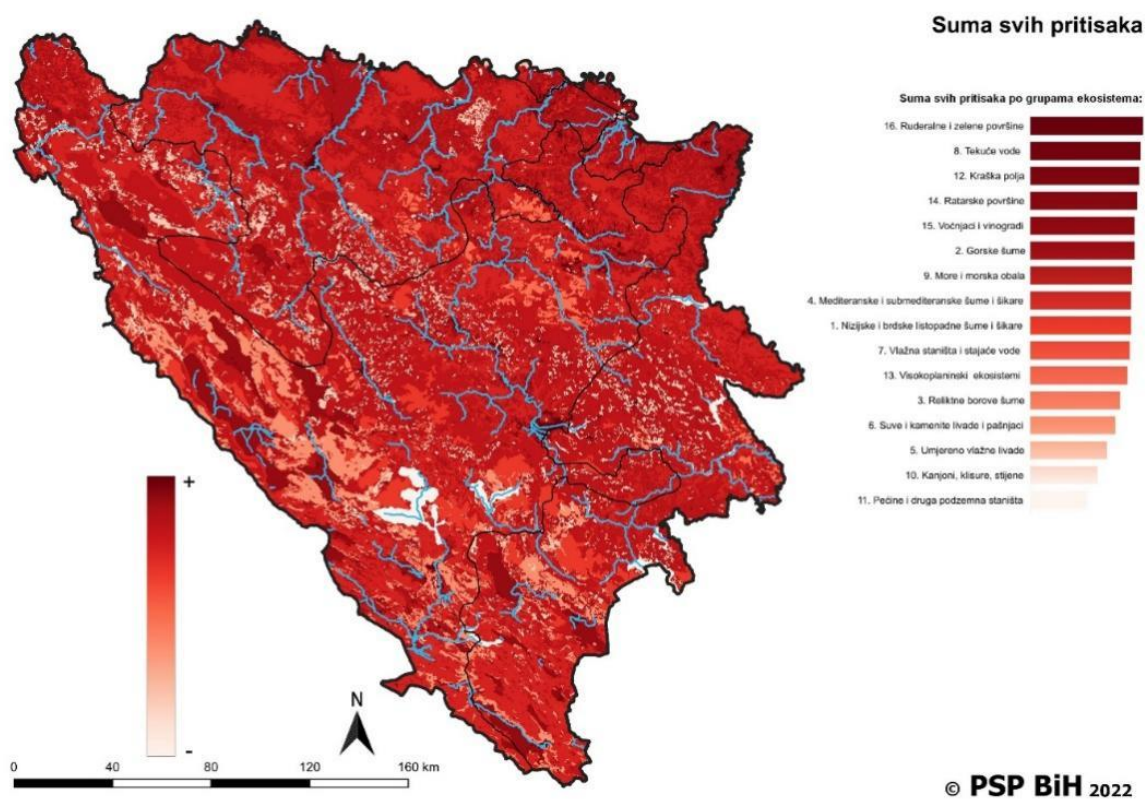 Suma svih pritisaka
Suma svih pritisaka po grupama ekosistema:
16. Ruderalne i zelene površine
8. Tekuće vode
12. Kraška polja
14. Ratarske površine
15. Voćnjaci i vinogradi
2. Gorske šume
9. More i morska obala
4. Mediteranske i submediteranske šume i šikare
1. Nizijske i brdske listopadne šume i šikare
7. Vlažna staništa i stajaće vode
13. Visokoplaninski ekosistemi
3. Reliktne borove šume
6. Suve i kamenite livade i pašnjaci
5. Umjereno vlažne livade
10. Kanjoni, klisure, stijene
11. Pećine i druga podzemna staništa
+
-
N
0 40 80 120 160 km
© PSP BiH 2022